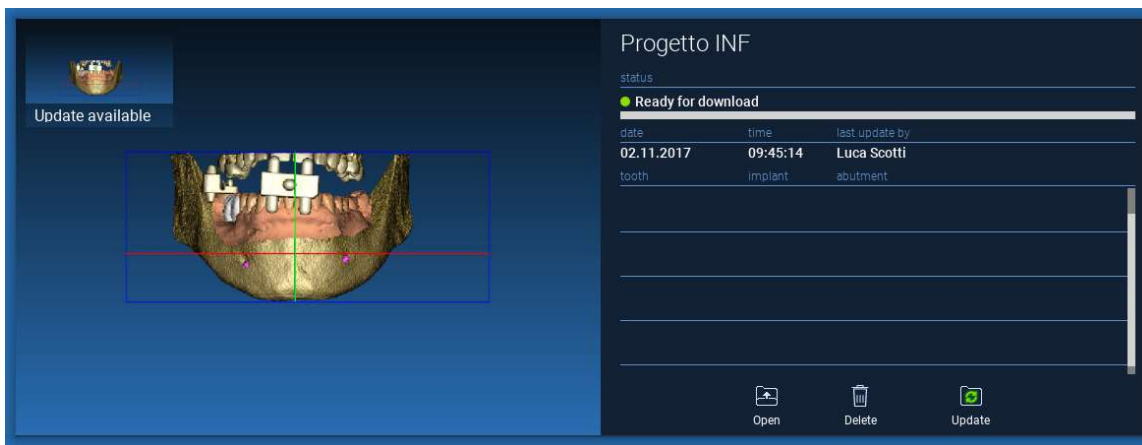 Update available
Progetto INF
status
Ready for download
date time last update by
02.11.2017 09:45:14 Luca Scotti
tooth implant abutment
Open Delete Update